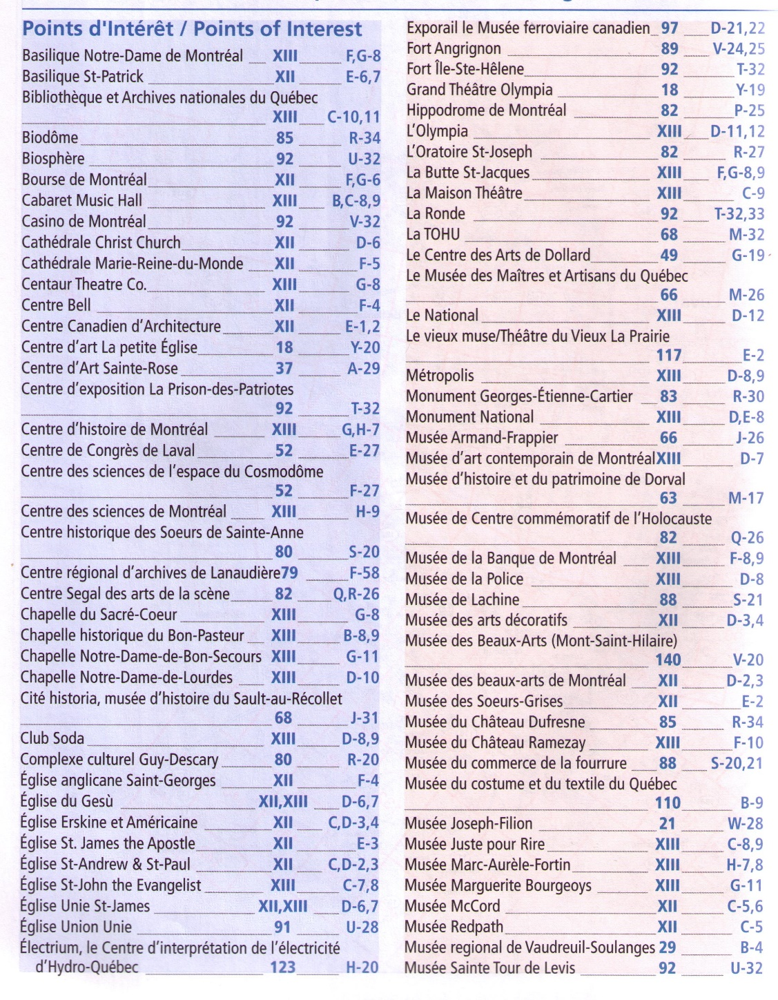 Points d'Intérêt / Points of Interest
Basilique Notre-Dame de Montréal XIII F,G-8
Basilique St-Patrick XII E-6,7
Bibliothèque et Archives nationales du Québec
XIII C-10,11
Biodôme 85 R-34
Biosphère 92 U-32
Bourse de Montréal XII F,G-6
Cabaret Music Hall XIII B,C-8,9
Casino de Montréal 92 V-32
Cathédrale Christ Church XII D-6
Cathédrale Marie-Reine-du-Monde XII F-5
Centaur Theatre Co. XIII G-8
Centre Bell XII F-4
Centre Canadien d'Architecture XII E-1,2
Centre d'art La petite Église 18 Y-20
Centre d'Art Sainte-Rose 37 A-29
Centre d'exposition La Prison-des-Patriotes
92 T-32
Centre d'histoire de Montréal XIII G,H-7
Centre de Congrès de Laval 52 E-27
Centre des sciences de l'espace du Cosmodôme
52 F-27
Centre des sciences de Montréal XIII H-9
Centre historique des Soeurs de Sainte-Anne
80 S-20
Centre régional d'archives de Lanaudière 79 F-58
Centre Segal des arts de la scène 82 Q,R-26
Chapelle du Sacré-Coeur XIII G-8
Chapelle historique du Bon-Pasteur XIII B-8,9
Chapelle Notre-Dame-de-Bon-Secours XIII G-11
Chapelle Notre-Dame-de-Lourdes XIII D-10
Cité historia, musée d'histoire du Sault-au-Récollet
68 J-31
Club Soda XIII D-8,9
Complexe culturel Guy-Descary 80 R-20
Église anglicane Saint-Georges XII F-4
Église du Gesù XII,XIII D-6,7
Église Erskine et Américaine XII C,D-3,4
Église St. James the Apostle XII E-3
Église St-Andrew & St-Paul XII C,D-2,3
Église St-John the Evangelist XIII C-7,8
Église Unie St-James XII,XIII D-6,7
Église Union Unie 91 U-28
Électrium, le Centre d'interprétation de l'électricité
d'Hydro-Québec 123 H-20
Exporail le Musée ferroviaire canadien 97 D-21,22
Fort Angrignon 89 V-24,25
Fort Île-Ste-Hêlene 92 T-32
Grand Théâtre Olympia 18 Y-19
Hippodrome de Montréal 82 P-25
L'Olympia XIII D-11,12
L'Oratoire St-Joseph 82 R-27
La Butte St-Jacques XIII F,G-8,9
La Maison Théâtre XIII C-9
La Ronde 92 T-32,33
La TOHU 68 M-32
Le Centre des Arts de Dollard 49 G-19
Le Musée des Maîtres et Artisans du Québec
66 M-26
Le National XIII D-12
Le vieux muse/Théâtre du Vieux La Prairie
117 E-2
Métropolis XIII D-8,9
Monument Georges-Étienne-Cartier 83 R-30
Monument National XIII D,E-8
Musée Armand-Frappier 66 J-26
Musée d'art contemporain de Montréal XIII D-7
Musée d'histoire et du patrimoine de Dorval
63 M-17
Musée de Centre commémoratif de l'Holocauste
82 Q-26
Musée de la Banque de Montréal XIII F-8,9
Musée de la Police XIII D-8
Musée de Lachine 88 S-21
Musée des arts décoratifs XII D-3,4
Musée des Beaux-Arts (Mont-Saint-Hilaire)
140 V-20
Musée des beaux-arts de Montréal XII D-2,3
Musée des Soeurs-Grises XII E-2
Musée du Château Dufresne 85 R-34
Musée du Château Ramezay XIII F-10
Musée du commerce de la fourrure 88 S-20,21
Musée du costume et du textile du Québec
110 B-9
Musée Joseph-Filion 21 W-28
Musée Juste pour Rire XIII C-8,9
Musée Marc-Aurèle-Fortin XIII H-7,8
Musée Marguerite Bourgeoys XIII G-11
Musée McCord XII C-5,6
Musée Redpath XII C-5
Musée regional de Vaudreuil-Soulanges 29 B-4
Musée Sainte Tour de Levis 92 U-32